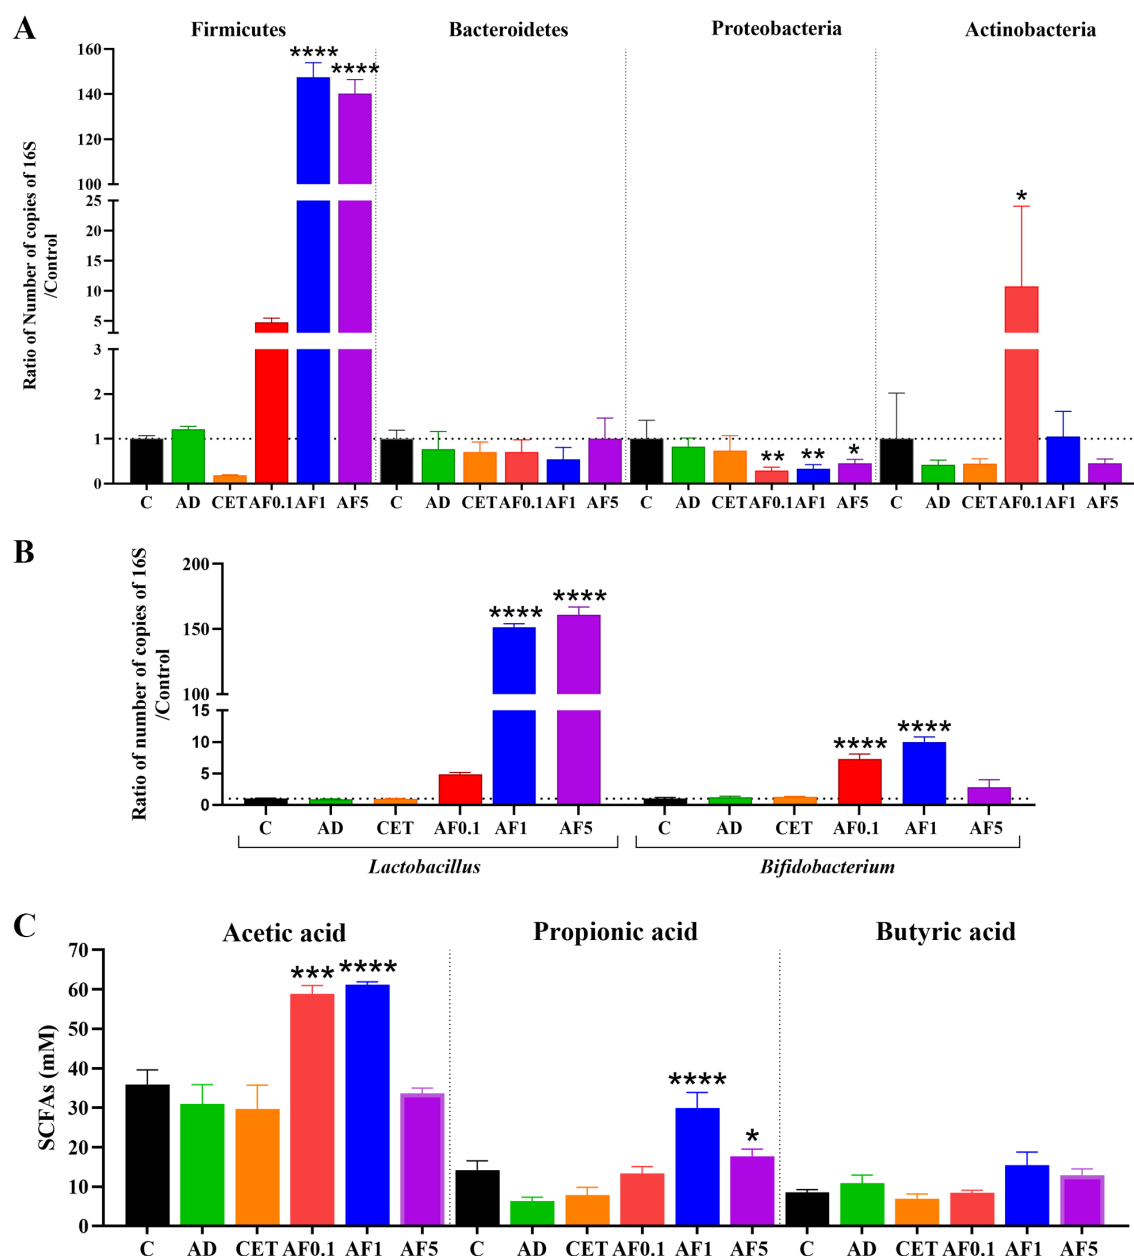 A
Firmicutes Bacteroidetes Proteobacteria Actinobacteria
Ratio of Number of copies of 16S
/Control
160
140
120
100
25
20
15
10
5
3
2
1
0
**** **** ** ** * *
C AD CET AF0.1 AF1 AF5 C AD CET AF0.1 AF1 AF5 C AD CET AF0.1 AF1 AF5 C AD CET AF0.1 AF1 AF5
B
Ratio of number of copies of 16S
/Control
200
150
100
15
10
5
0
**** **** **** ****
C AD CET AF0.1 AF1 AF5 C AD CET AF0.1 AF1 AF5
Lactobacillus Bifidobacterium
C
Acetic acid Propionic acid Butyric acid
SCFAs (mM)
70
60
50
40
30
20
10
0
*** **** **** *
C AD CET AF0.1 AF1 AF5 C AD CET AF0.1 AF1 AF5 C AD CET AF0.1 AF1 AF5